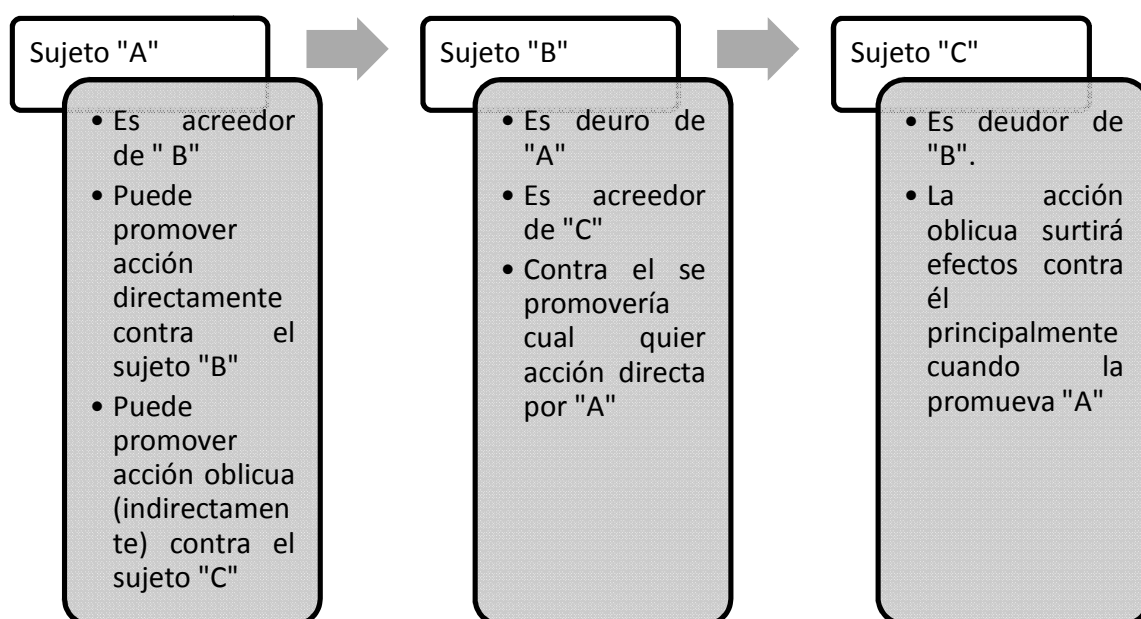 Sujeto "A"
• Es acreedor
de " B"
• Puede
promover
acción
directamente
contra el
sujeto "B"
• Puede
promover
acción oblicua
(indirectamen
te) contra el
sujeto "C"
Sujeto "B"
• Es deuro de
"A"
• Es acreedor
de "C"
• Contra el se
promovería
cual quier
acción directa
por "A"
Sujeto "C"
• Es deudor de
"B".
• La acción
oblicua surtirá
efectos contra
él
principalmente
cuando la
promueva "A"